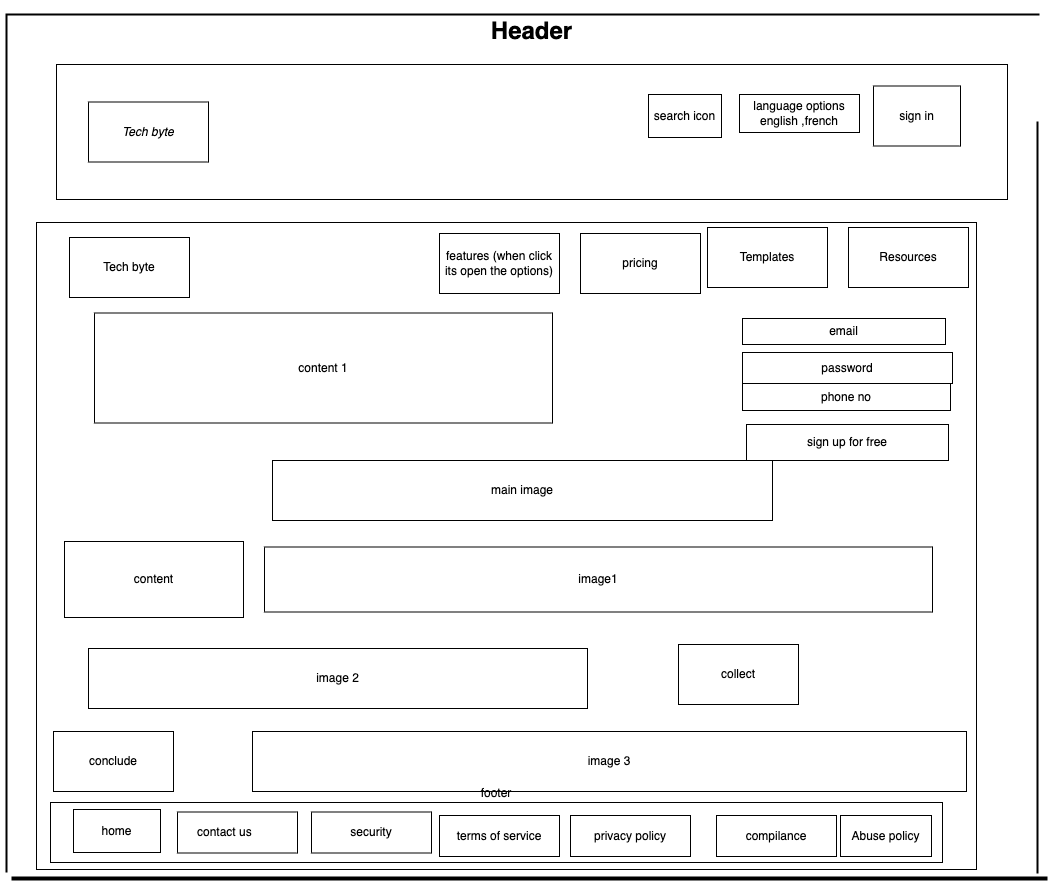 Header
Tech byte
search icon
language options
english ,french
sign in
Tech byte
features (when click
its open the options)
pricing
Templates
Resources
content 1
email
password
phone no
sign up for free
main image
content
image1
image 2
collect
conclude
image 3
footer
home
contact us
security
terms of service
privacy policy
compilance
Abuse policy